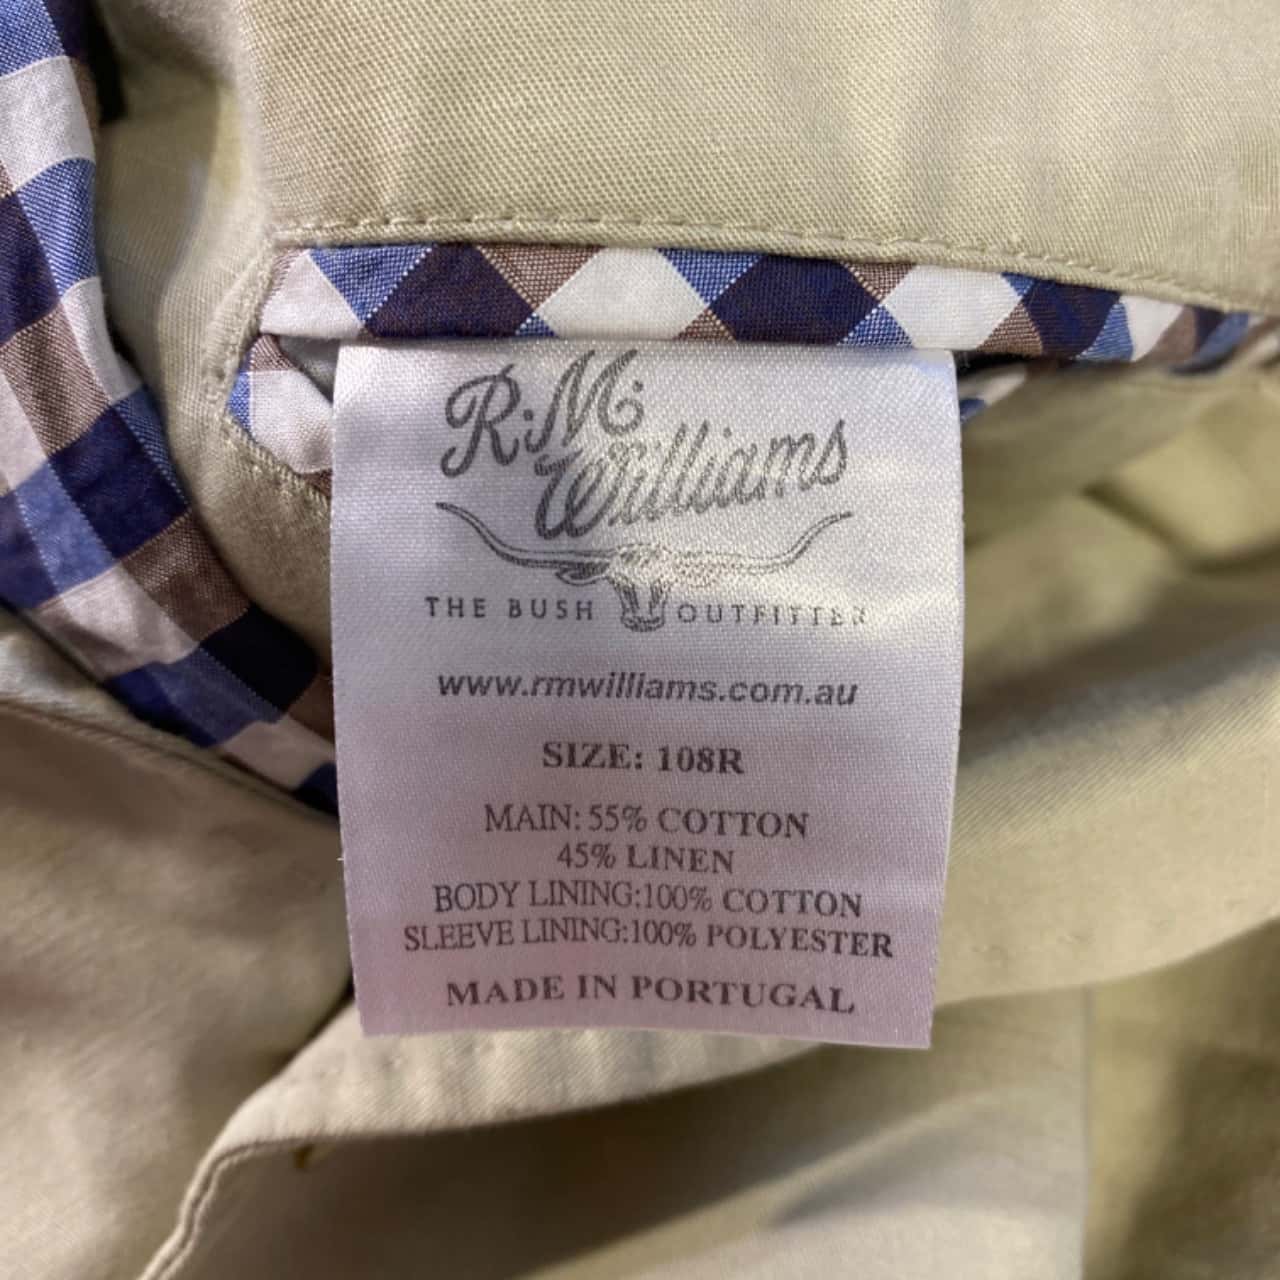 R.M.
Williams
THE BUSH OUTFITTER
www.rmwilliams.com.au
SIZE: 108R
MAIN: 55% COTTON
45% LINEN
BODY LINING:100% COTTON
SLEEVE LINING:100% POLYESTER
MADE IN PORTUGAL